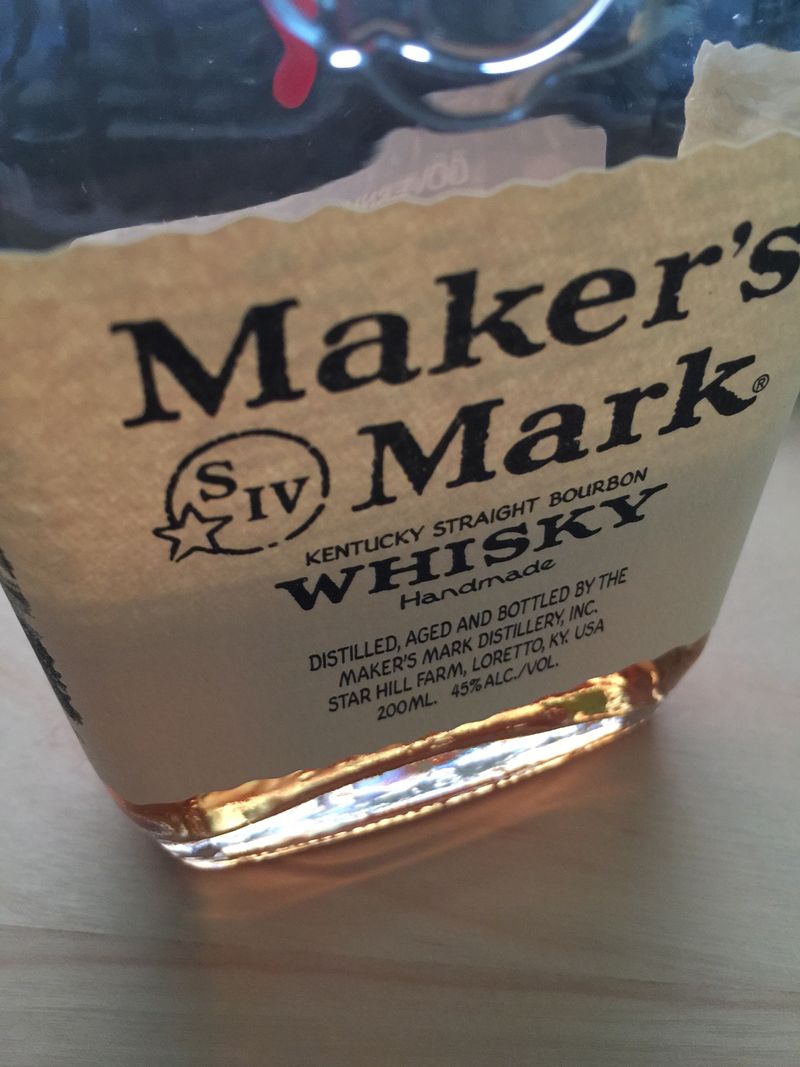 Maker's
Mark®
S IV
KENTUCKY STRAIGHT BOURBON
WHISKY
Handmade
DISTILLED, AGED AND BOTTLED BY THE
MAKER'S MARK DISTILLERY, INC.
STAR HILL FARM, LORETTO, KY. USA
200ML. 45% ALC./VOL.